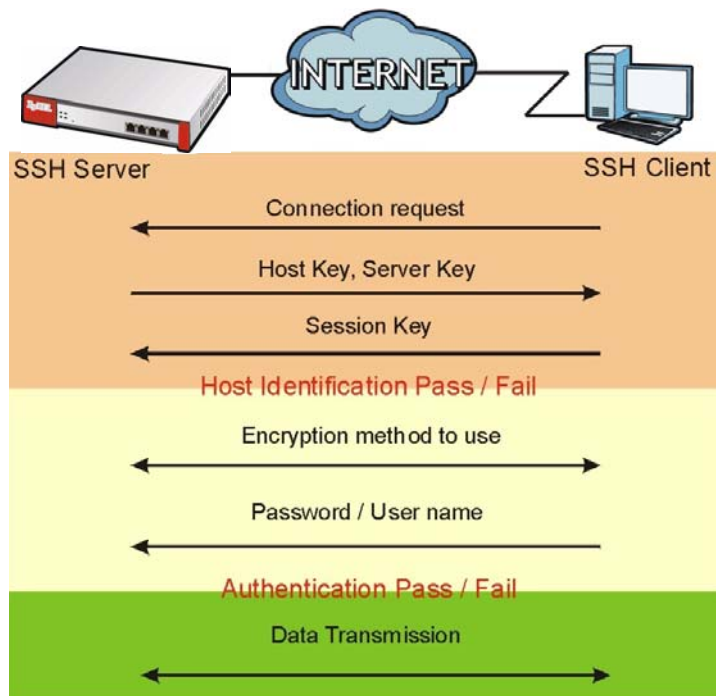 INTERNET
ZyXEL
SSH Server
SSH Client
Connection request
Host Key, Server Key
Session Key
Host Identification Pass / Fail
Encryption method to use
Password / User name
Authentication Pass / Fail
Data Transmission